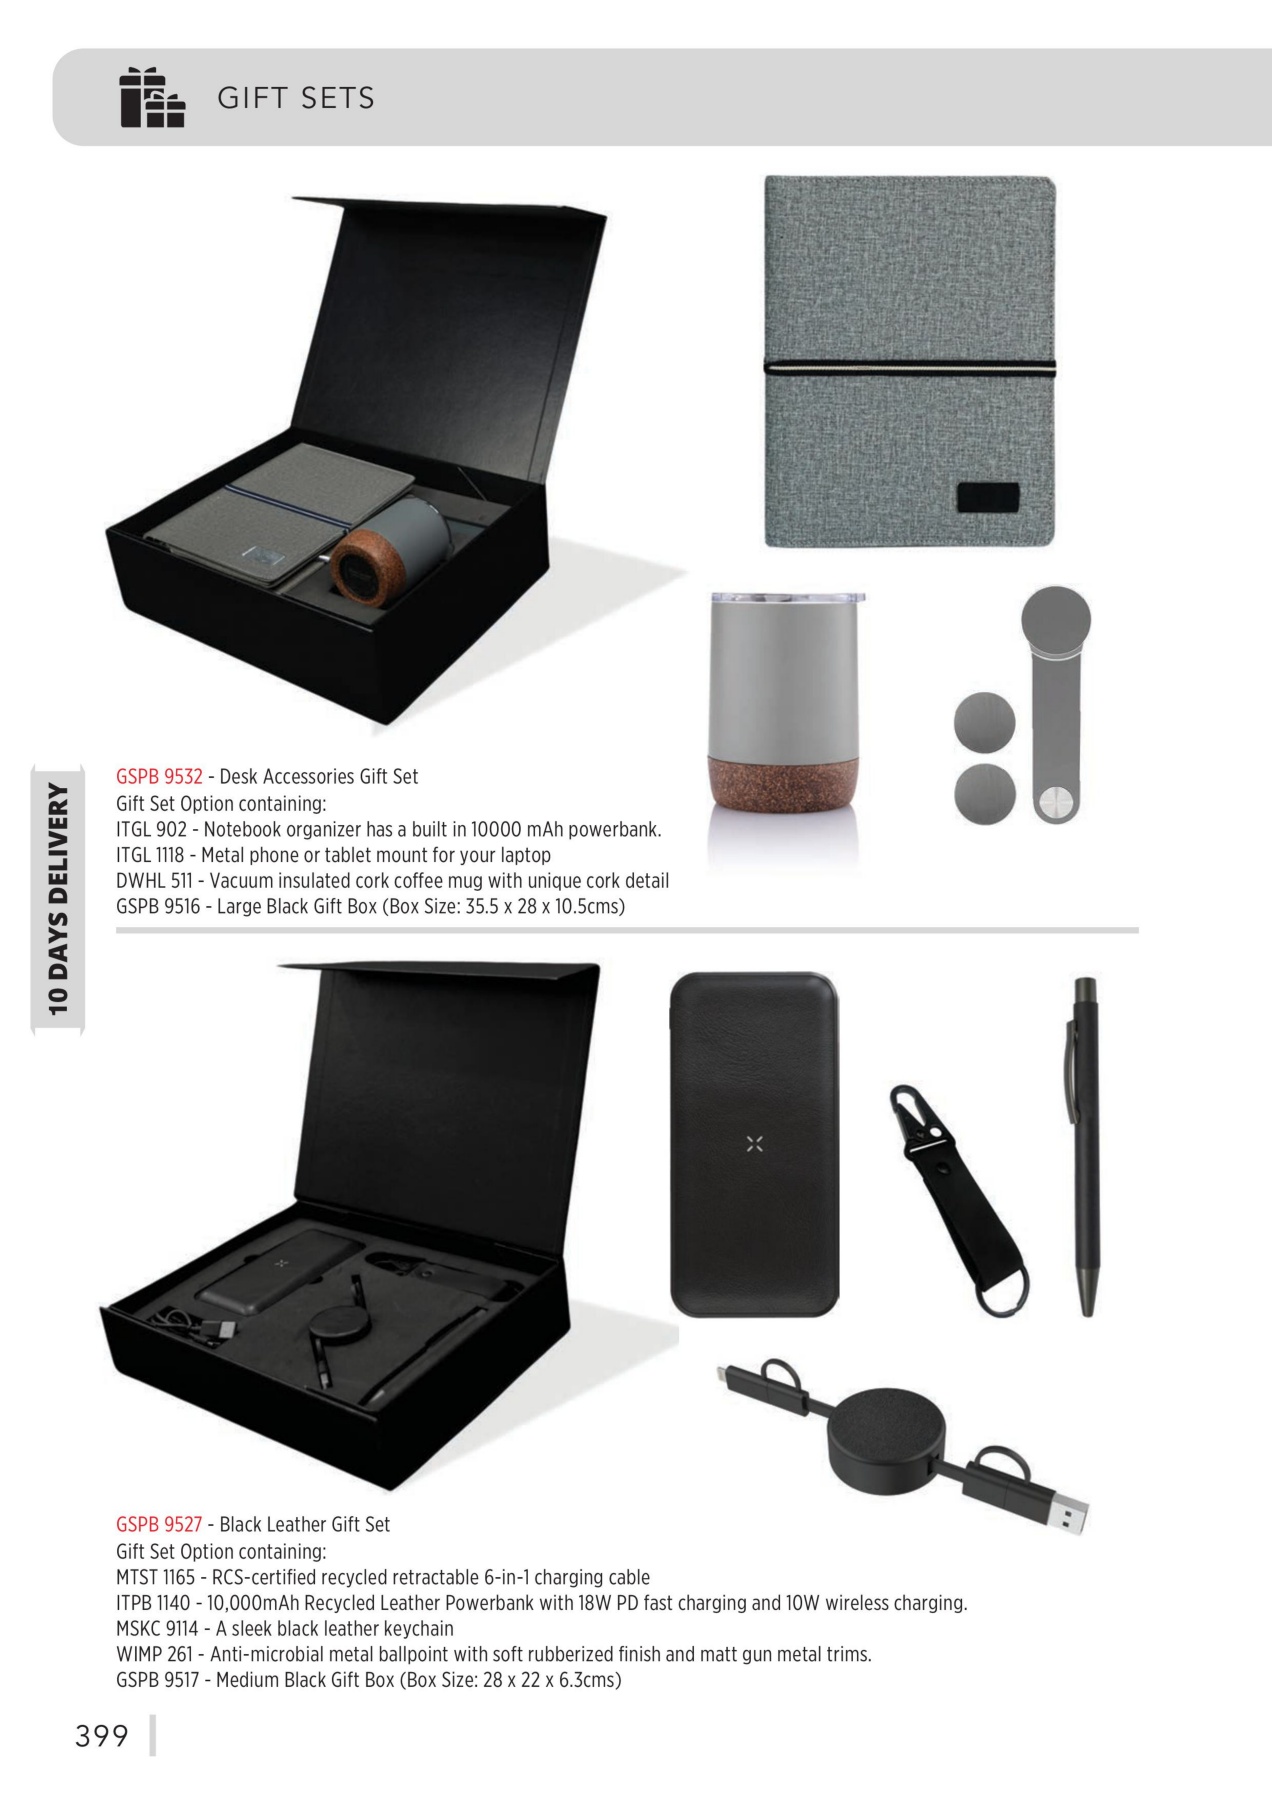 GIFT SETS
GSPB 9532 - Desk Accessories Gift Set
Gift Set Option containing:
ITGL 902 - Notebook organizer has a built in 10000 mAh powerbank.
ITGL 1118 - Metal phone or tablet mount for your laptop
DWHL 511 - Vacuum insulated cork coffee mug with unique cork detail
GSPB 9516 - Large Black Gift Box (Box Size: 35.5 x 28 x 10.5cms)
10 DAYS DELIVERY
GSPB 9527 - Black Leather Gift Set
Gift Set Option containing:
MTST 1165 - RCS-certified recycled retractable 6-in-1 charging cable
ITPB 1140 - 10,000mAh Recycled Leather Powerbank with 18W PD fast charging and 10W wireless charging.
MSKC 9114 - A sleek black leather keychain
WIMP 261 - Anti-microbial metal ballpoint with soft rubberized finish and matt gun metal trims.
GSPB 9517 - Medium Black Gift Box (Box Size: 28 x 22 x 6.3cms)
399